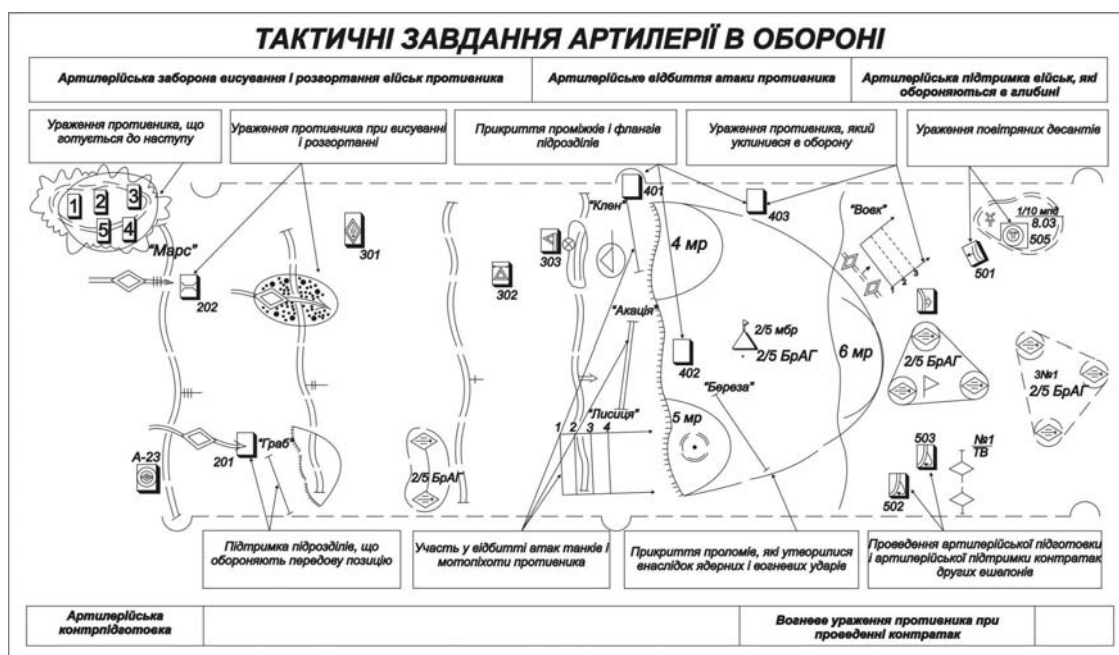 ТАКТИЧНІ ЗАВДАННЯ АРТИЛЕРІЇ В ОБОРОНІ
Артилерійська заборона висування і розгортання військ противника
Артилерійське відбиття атаки противника
Артилерійська підтримка військ, які
обороняються в глибині
Ураження противника, що
готується до наступу
Ураження противника при висуванні
і розгортанні
Прикриття проміжків і флангів
підрозділів
Ураження противника, який
уклинився в оборону
Ураження повітряних десантів
1
2
3
5
4
"Марс"
202
301
302
303
"Клен"
401
4 мр
403
"Вовк"
1 2 3
501
1/10 мпд
8.03
505
"Акація"
402
2/5 мбр
2/5 БрАГ
6 мр
2/5 БрАГ
3№1
2/5 БрАГ
"Лисиця"
1 2 3 4
"Береза"
5 мр
А-23
201
"Граб"
2/5 БрАГ
503
502
№1
ТВ
Підтримка підрозділів, що
обороняють передову позицію
Участь у відбитті атак танків і
мотопіхоти противника
Прикриття проломів, які утворилися
внаслідок ядерних і вогневих ударів
Проведення артилерійської підготовки
і артилерійської підтримки контратак
других ешелонів
Артилерійська
контрпідготовка
Вогневе ураження противника при
проведенні контратак